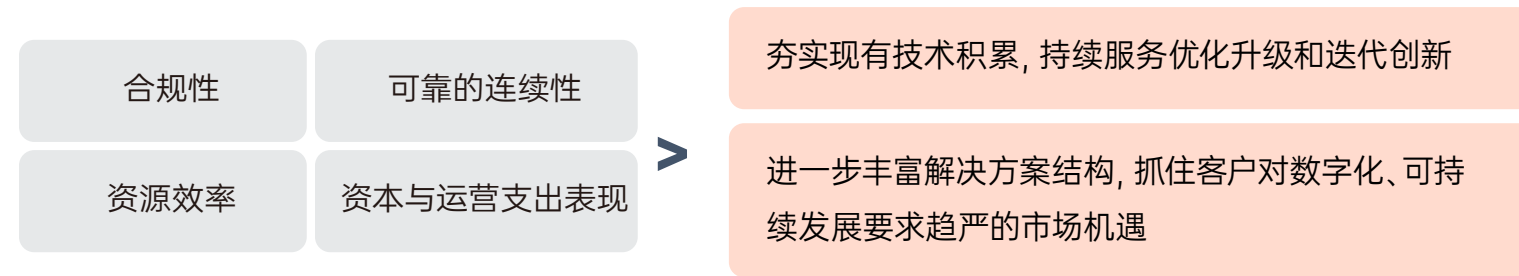 合规性
可靠的连续性
资源效率
资本与运营支出表现
>
夯实现有技术积累, 持续服务优化升级和迭代创新
进一步丰富解决方案结构, 抓住客户对数字化、可持
续发展要求趋严的市场机遇